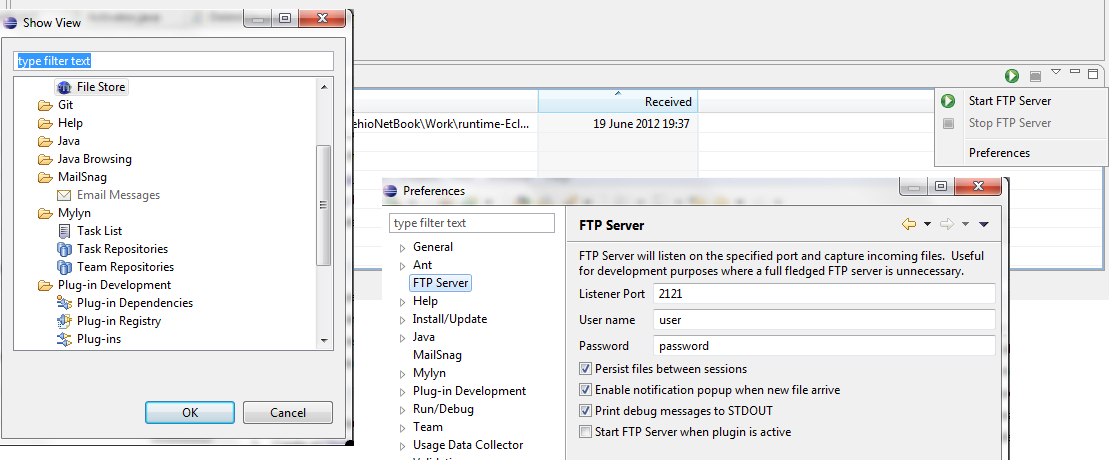 Show View
type filter text
File Store
Git
Help
Java
Java Browsing
MailSnag
Email Messages
Mylyn
Task List
Task Repositories
Team Repositories
Plug-in Development
Plug-in Dependencies
Plug-in Registry
Plug-ins
OK
Cancel
Received
ehioNetBook\Work\runtime-Ecl...
19 June 2012 19:37
Start FTP Server
Stop FTP Server
Preferences
Preferences
type filter text
General
Ant
FTP Server
Help
Install/Update
Java
MailSnag
Mylyn
Plug-in Development
Run/Debug
Team
Usage Data Collector
FTP Server
FTP Server will listen on the specified port and capture incoming files. Useful
for development purposes where a full fledged FTP server is unnecessary.
Listener Port 2121
User name user
Password password
Persist files between sessions
Enable notification popup when new file arrive
Print debug messages to STDOUT
Start FTP Server when plugin is active